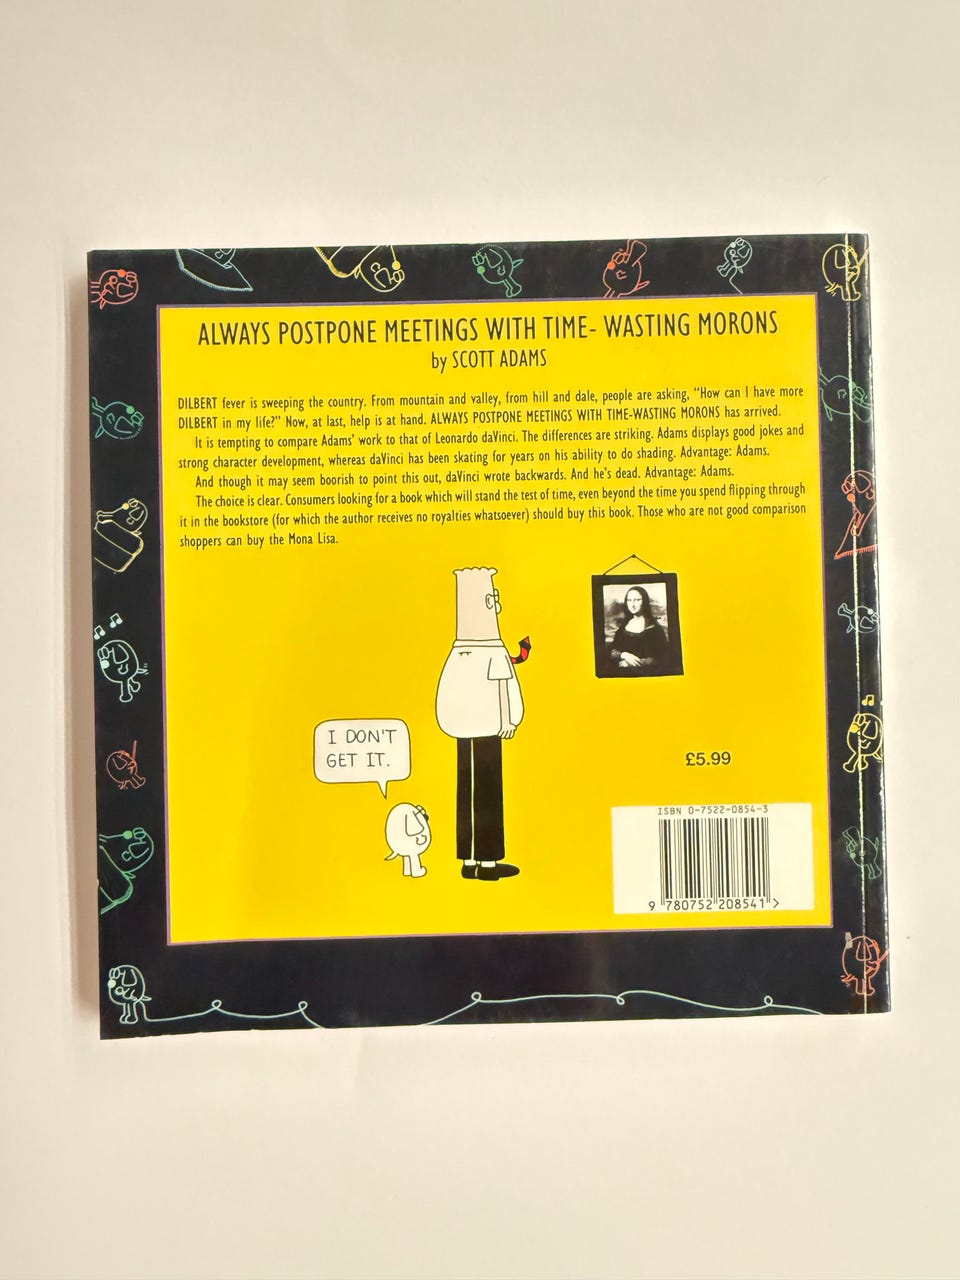 ALWAYS POSTPONE MEETINGS WITH TIME- WASTING MORONS
by SCOTT ADAMS
DILBERT fever is sweeping the country. From mountain and valley, from hill and dale, people are asking, “How can I have more
DILBERT in my life?” Now, at last, help is at hand. ALWAYS POSTPONE MEETINGS WITH TIME-WASTING MORONS has arrived.
It is tempting to compare Adams’ work to that of Leonardo daVinci. The differences are striking. Adams displays good jokes and
strong character development, whereas daVinci has been skating for years on his ability to do shading. Advantage: Adams.
And though it may seem boorish to point this out, daVinci wrote backwards. And he’s dead. Advantage: Adams.
The choice is clear. Consumers looking for a book which will stand the test of time, even beyond the time you spend flipping through
it in the bookstore (for which the author receives no royalties whatsoever) should buy this book. Those who are not good comparison
shoppers can buy the Mona Lisa.
I DON'T
GET IT.
£5.99
ISBN 0-7522-0854-3
9 780752 208541 >